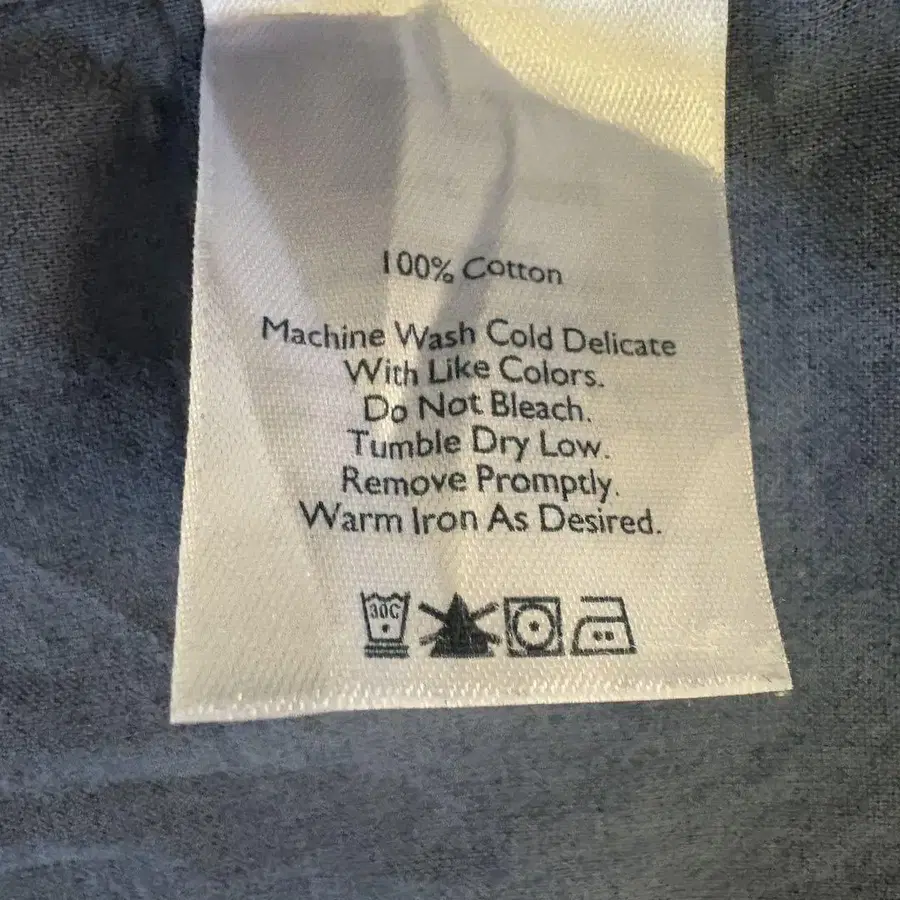 100% Cotton
Machine Wash Cold Delicate
With Like Colors.
Do Not Bleach.
Tumble Dry Low.
Remove Promptly.
Warm Iron As Desired.
30C